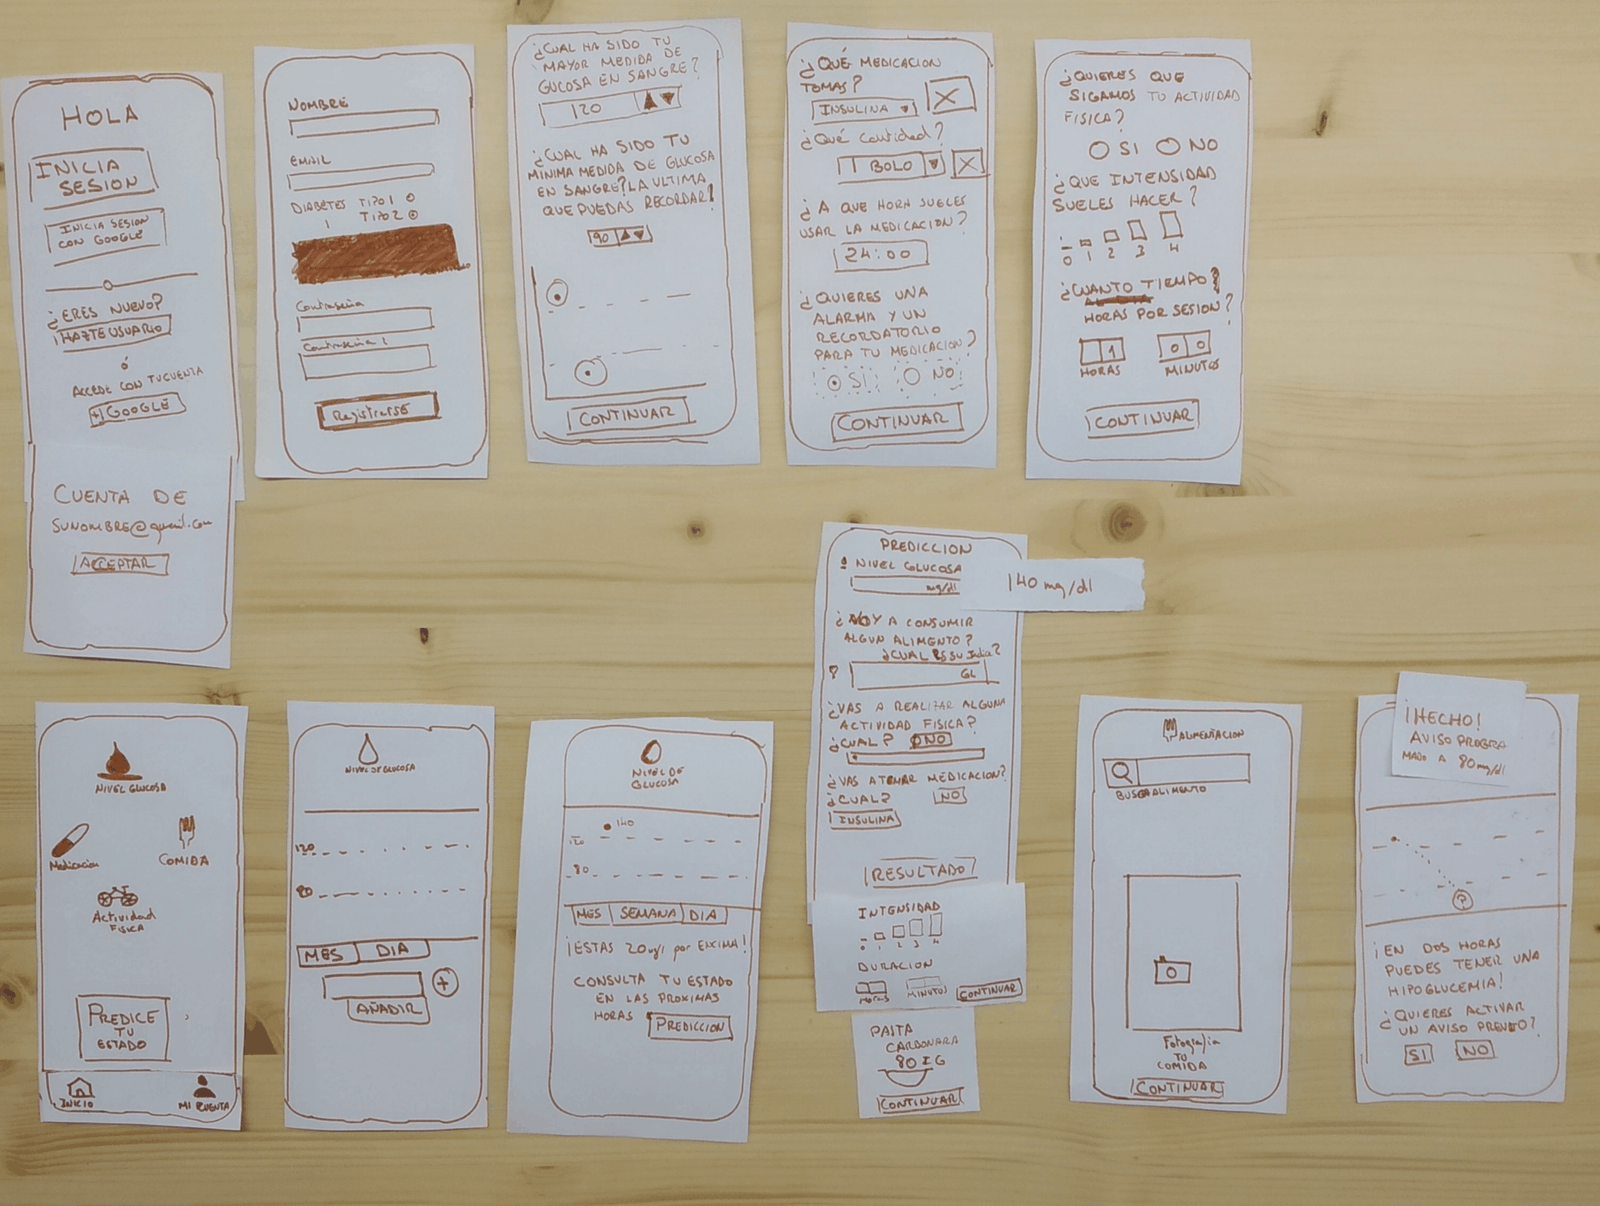 HOLA
INICIA
SESION
INICIA SESION
CON GOOGLE
¿ERES NUEVO?
¡HAZTE USUARIO
Ó
ACCEDE CON TU CUENTA
GOOGLE
CUENTA DE
SUNOMBRE@gmail.com
ACCEPTAR
NOMBRE
EMAIL
DIABETES TIPO 1
TIPO 2
Contraseña
Contraseña
Registrarse
¿CUAL HA SIDO TU
MAYOR MEDIDA DE
GUCOSA EN SANGRE?
120
¿CUAL HA SIDO TU
MINIMA MEDIDA DE GLUCOSA
EN SANGRE? LA ULTIMA
QUE PUEDAS RECORDAR!
90
CONTINUAR
¿QUÉ MEDICACION
TOMAS?
INSULINA
X
¿Qué Cantidad?
1 BOLO
X
¿A QUE HORA SUELES
USAR LA MEDICACION?
24:00
¿QUIERES UNA
ALARMA Y UN
RECORDATORIO
PARA TU MEDICACION?
SI NO
CONTINUAR
¿QUIERES QUE
SIGAMOS TU ACTIVIDAD
FISICA?
SI NO
¿QUE INTENSIDAD
SUELES HACER?
0 1 2 3 4
¿CUANTO TIEMPO?
HORAS POR SESION?
1 00
HORAS MINUTOS
CONTINUAR
NIVEL GLUCOSA
Medicacion
COMIDA
Actividad
FISICA
PREDICE
TU
ESTADO
INICIO
MI CUENTA
NIVEL DE GLUCOSA
120
80
MES DIA
+
AÑADIR
NIVEL DE
GLUCOSA
140
120
80
MES SEMANA DIA
¡ESTAS 20 por ENCIMA!
CONSULTA TU ESTADO
EN LAS PROXIMAS
HORAS
PREDICCION
PREDICCION
NIVEL GLUCOSA
mg/dl
140 mg/dl
¿VOY A CONSUMIR
ALGUN ALIMENTO?
¿CUAL ES SU Indice?
?
GL
¿VAS A REALIZAR ALGUNA
ACTIVIDAD FISICA?
¿CUAL? NO
¿VAS A TOMAR MEDICACION?
¿CUAL? NO
INSULINA
RESULTADO
INTENSIDAD
0 1 2 3 4
DURACION
HORAS MINUTOS
CONTINUAR
PASTA
CARBONARA
80 IG
CONTINUAR
ALIMENTACION
BUSCA ALIMENTO
Fotografia
TU
COMIDA
CONTINUAR
¡HECHO!
AVISO PROGRA
MADO A 80 mg/dl
¡EN DOS HORAS
PUEDES TENER UNA
HIPOGLUCEMIA!
¿QUIERES ACTIVAR
UN AVISO PREVIO?
SI NO